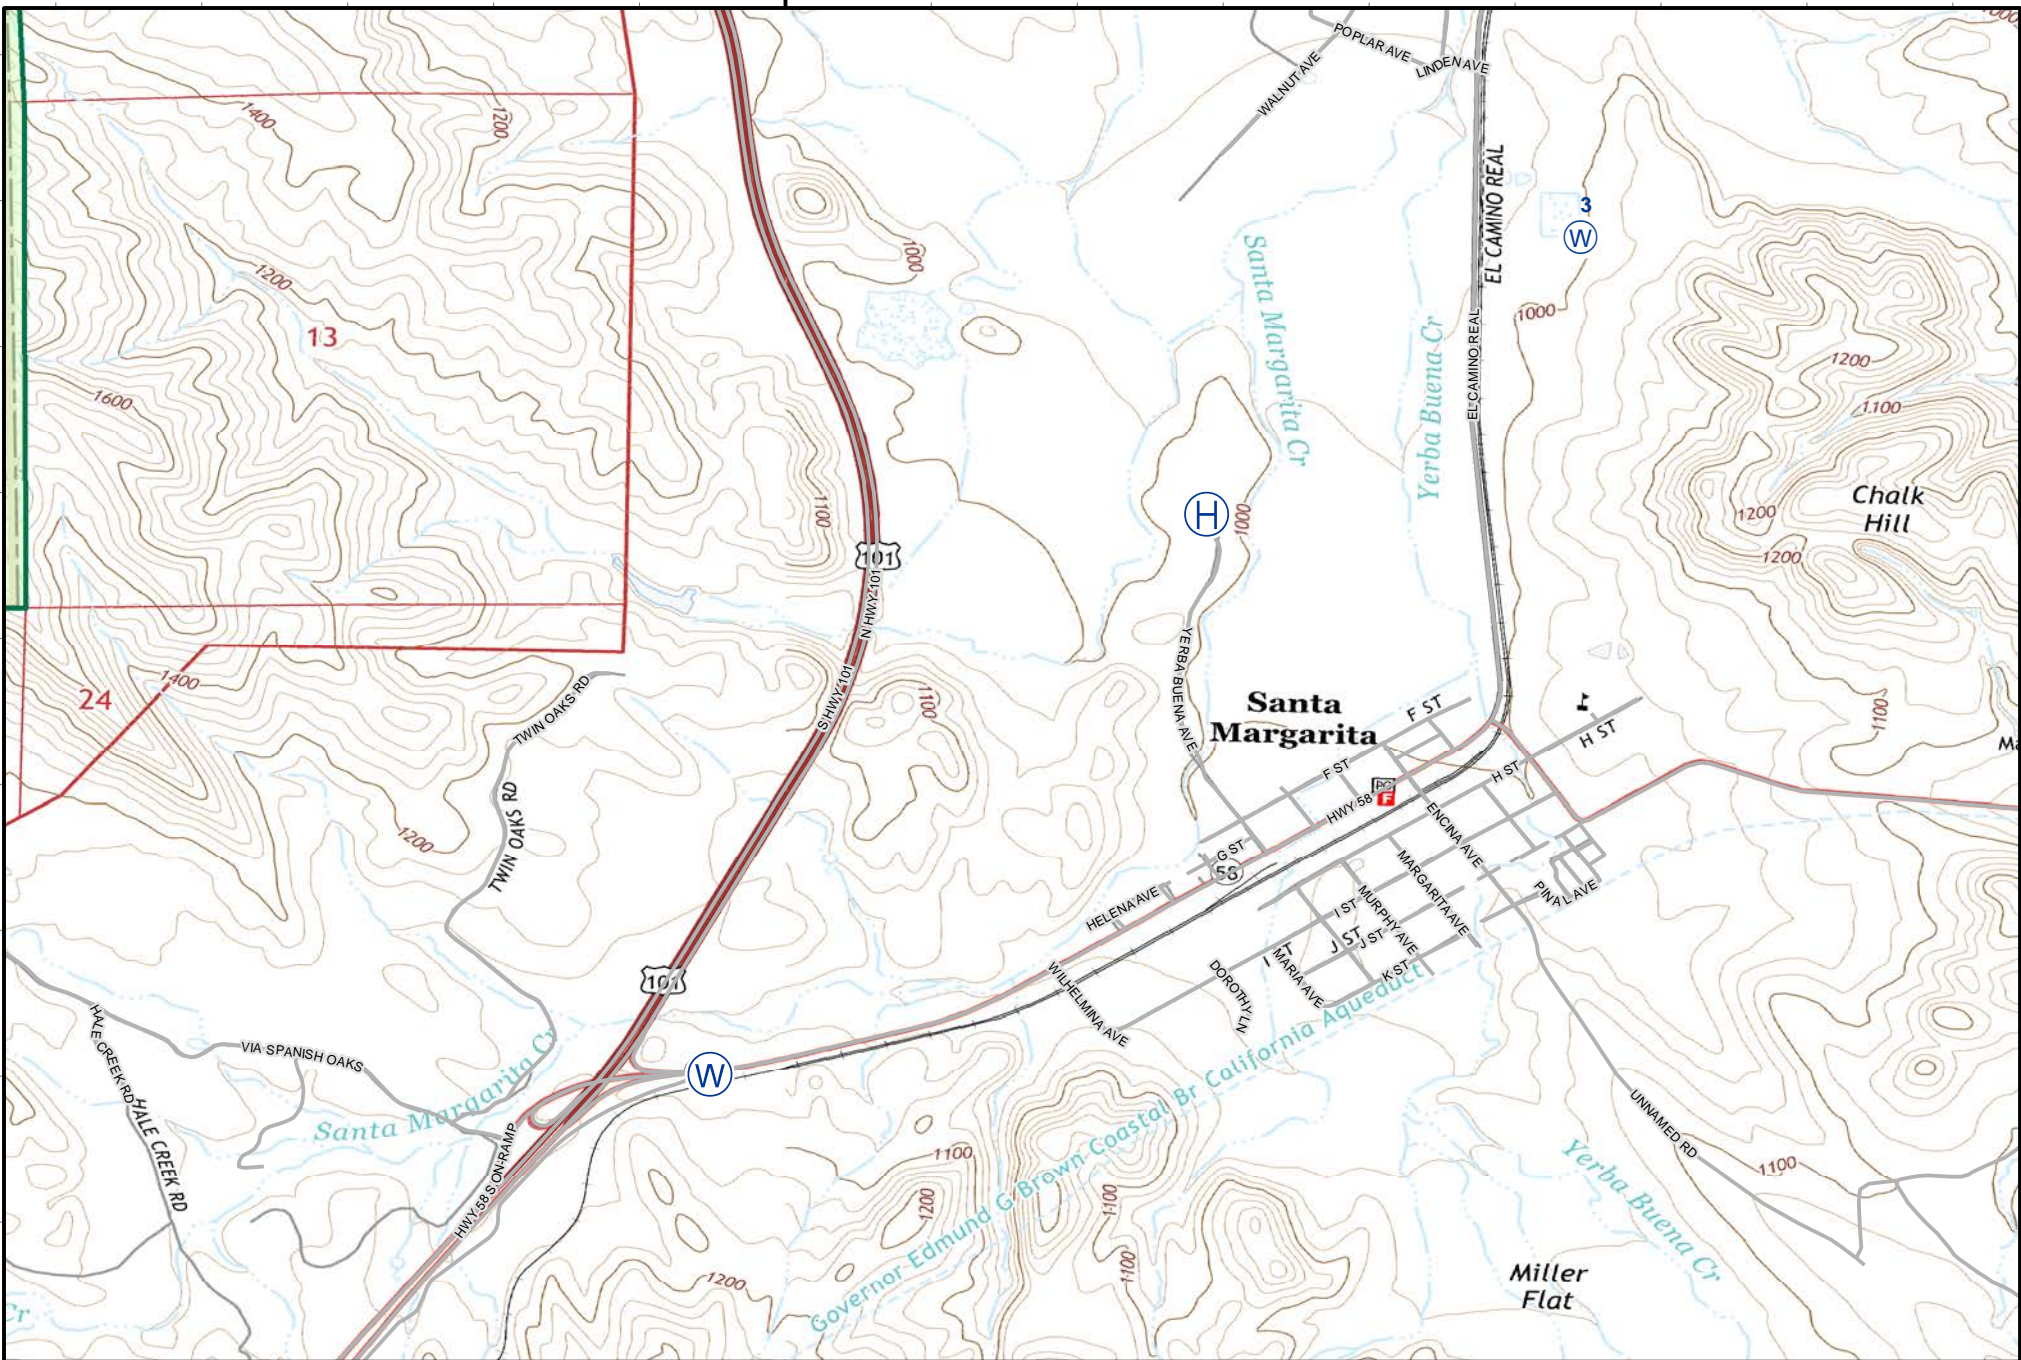 POPLAR AVE
LINDEN AVE
WALNUT AVE
1400
1200
1000
EL CAMINO REAL
3
W
Santa Margarita Cr
1200
13
1000
Yerba Buena Cr
EL CAMINO REAL
1200
1100
1600
1100
H
1000
1200
Chalk
Hill
1200
101
N HWY 101
YERBA BUENA AVE
24
1400
TWIN OAKS RD
S HWY 101
1100
Santa
Margarita
F ST
H ST
1100
F ST
H ST
PO
F
HWY 58
ENCINA AVE
TWIN OAKS RD
1200
G ST
58
MARGARITA AVE
PINAL AVE
HELENA AVE
MURPHY AVE
I ST
J ST
J ST
I ST
K ST
MARIA AVE
DOROTHY LN
WILHELMINA AVE
101
HALE CREEK RD
VIA SPANISH OAKS
W
Santa Margarita Cr
HALE CREEK RD
HWY 58 S ON-RAMP
Governor Edmund G Brown Coastal Br California Aqueduct
UNNAMED RD
1100
1200
1100
1100
1100
Yerba Buena Cr
1200
Miller
Flat
Cr